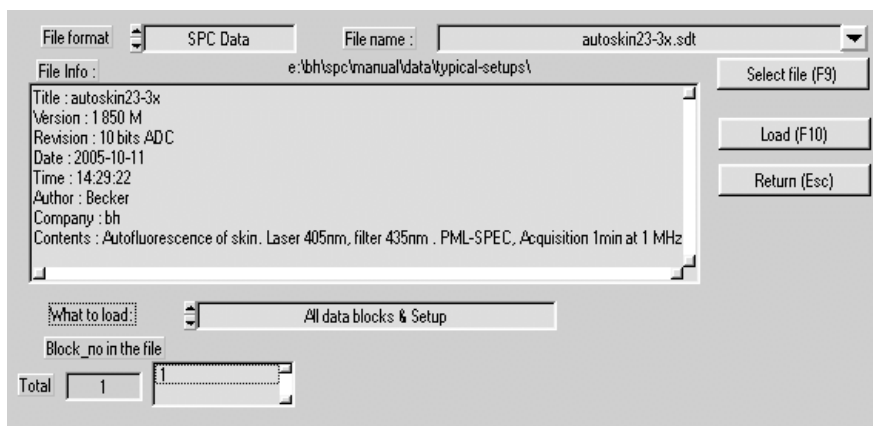 File format SPC Data File name : autoskin23-3x.sdt
File Info : e:\bh\spc\manual\data\typical-setups\ Select file (F9)
Title : autoskin23-3x
Version : 1 850 M
Revision : 10 bits ADC
Date : 2005-10-11
Time : 14:29:22
Author : Becker
Company : bh
Contents : Autofluorescence of skin. Laser 405nm, filter 435nm . PML-SPEC, Acquisition 1min at 1 MHz
Load (F10)
Return (Esc)
What to load: All data blocks & Setup
Block_no in the file
Total 1 1